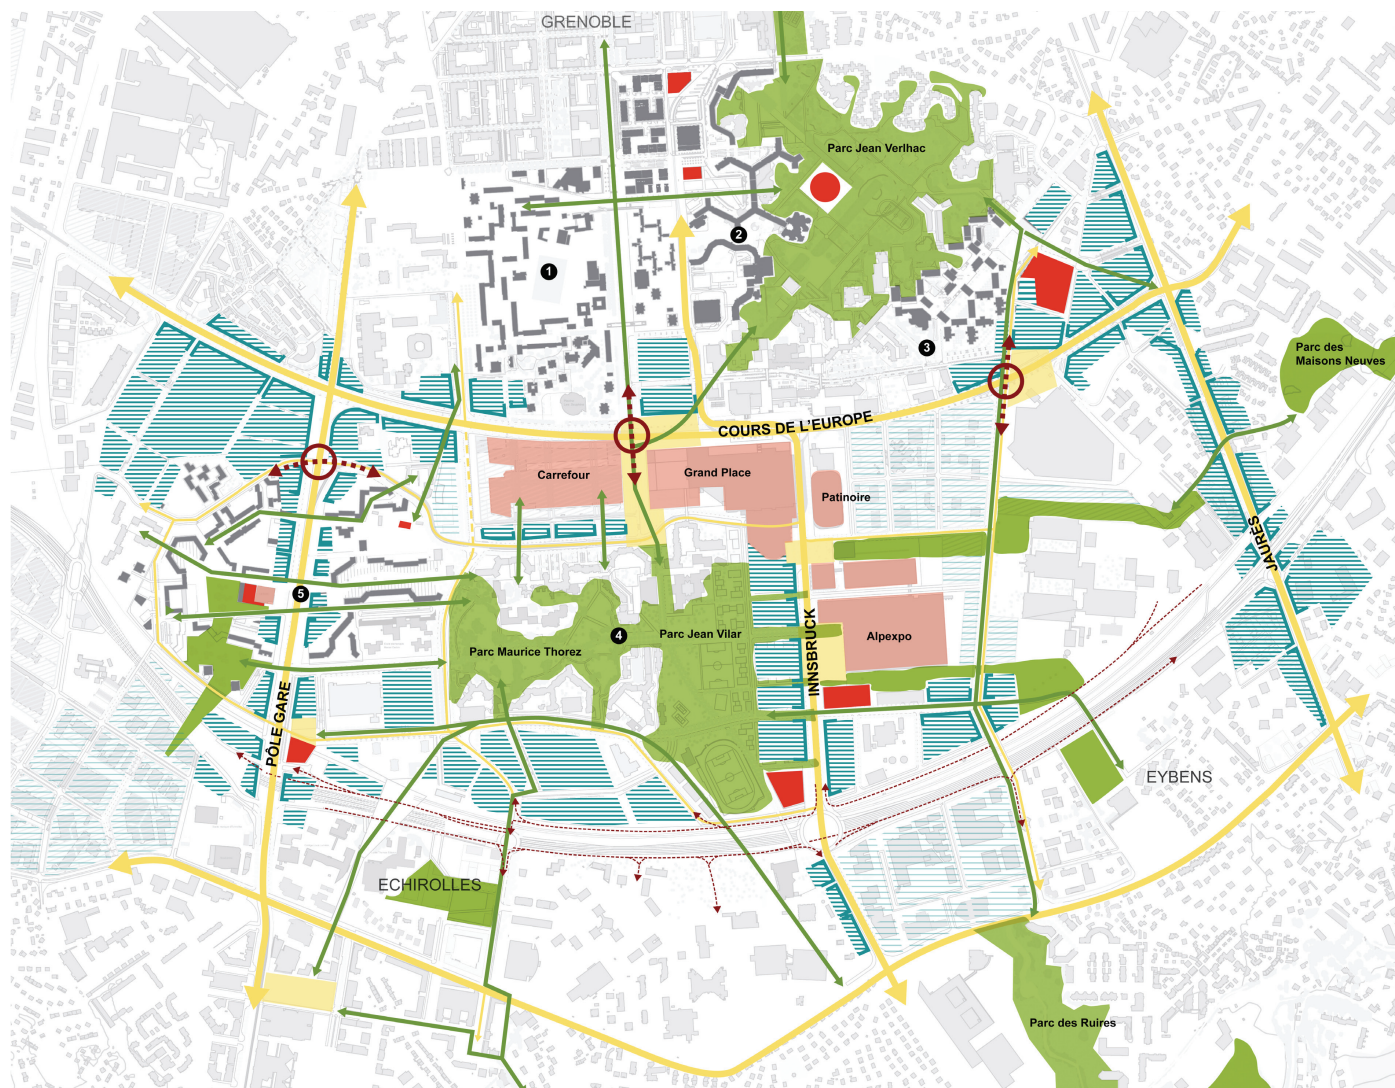 GRENOBLE
Parc Jean Verlhac
2
1
3
Parc des
Maisons Neuves
COURS DE L'EUROPE
Carrefour
Grand Place
Patinoire
JAURÈS
5
4
Parc Jean Vilar
Parc Maurice Thorez
Alpexpo
INNSBRUCK
PÔLE GARE
EYBENS
ECHIROLLES
Parc des Ruires